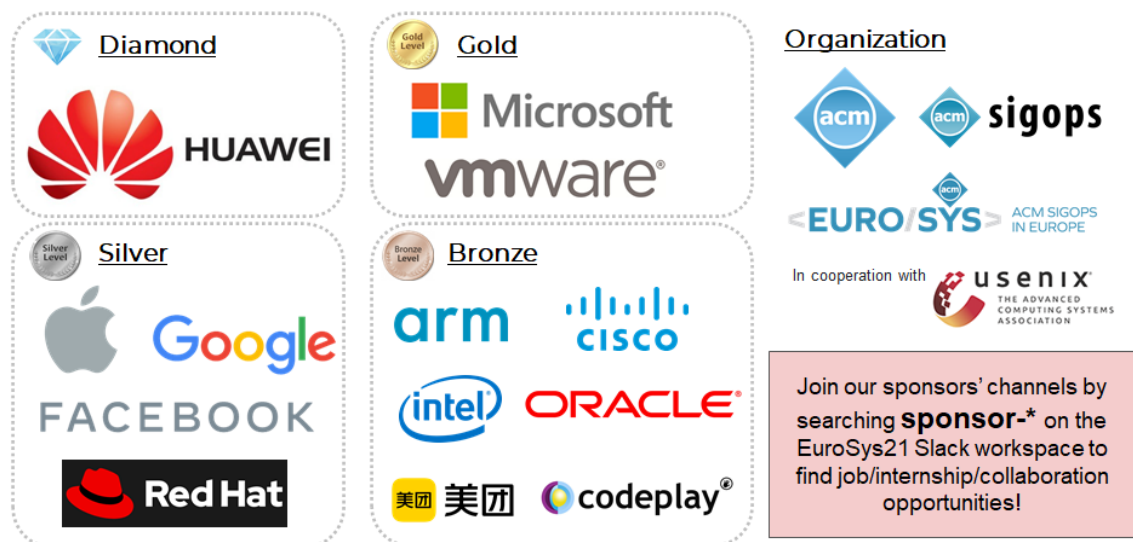 Diamond
HUAWEI
Gold Level
Gold
Microsoft
vmware®
Silver Level
Silver
Google
FACEBOOK
Red Hat
Bronze Level
Bronze
arm
cisco
intel
ORACLE®
美团 美团
codeplay®
Organization
acm
acm sigops
acm
<EURO/SYS> ACM SIGOPS
IN EUROPE
In cooperation with
usenix®
THE ADVANCED
COMPUTING SYSTEMS
ASSOCIATION
Join our sponsors’ channels by
searching sponsor-* on the
EuroSys21 Slack workspace to
find job/internship/collaboration
opportunities!